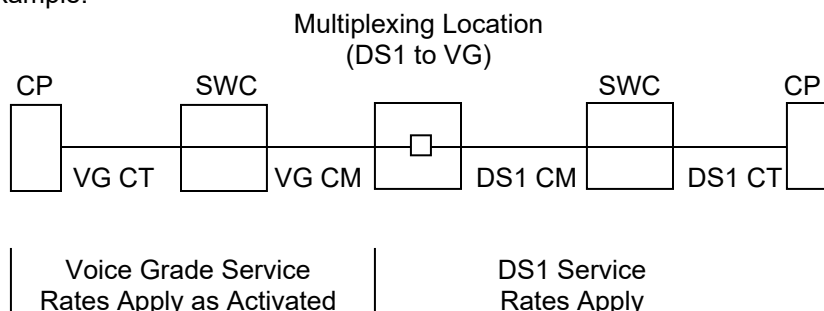 Multiplexing Location
(DS1 to VG)
CP SWC SWC CP
VG CT VG CM DS1 CM DS1 CT
Voice Grade Service DS1 Service
Rates Apply as Activated Rates Apply